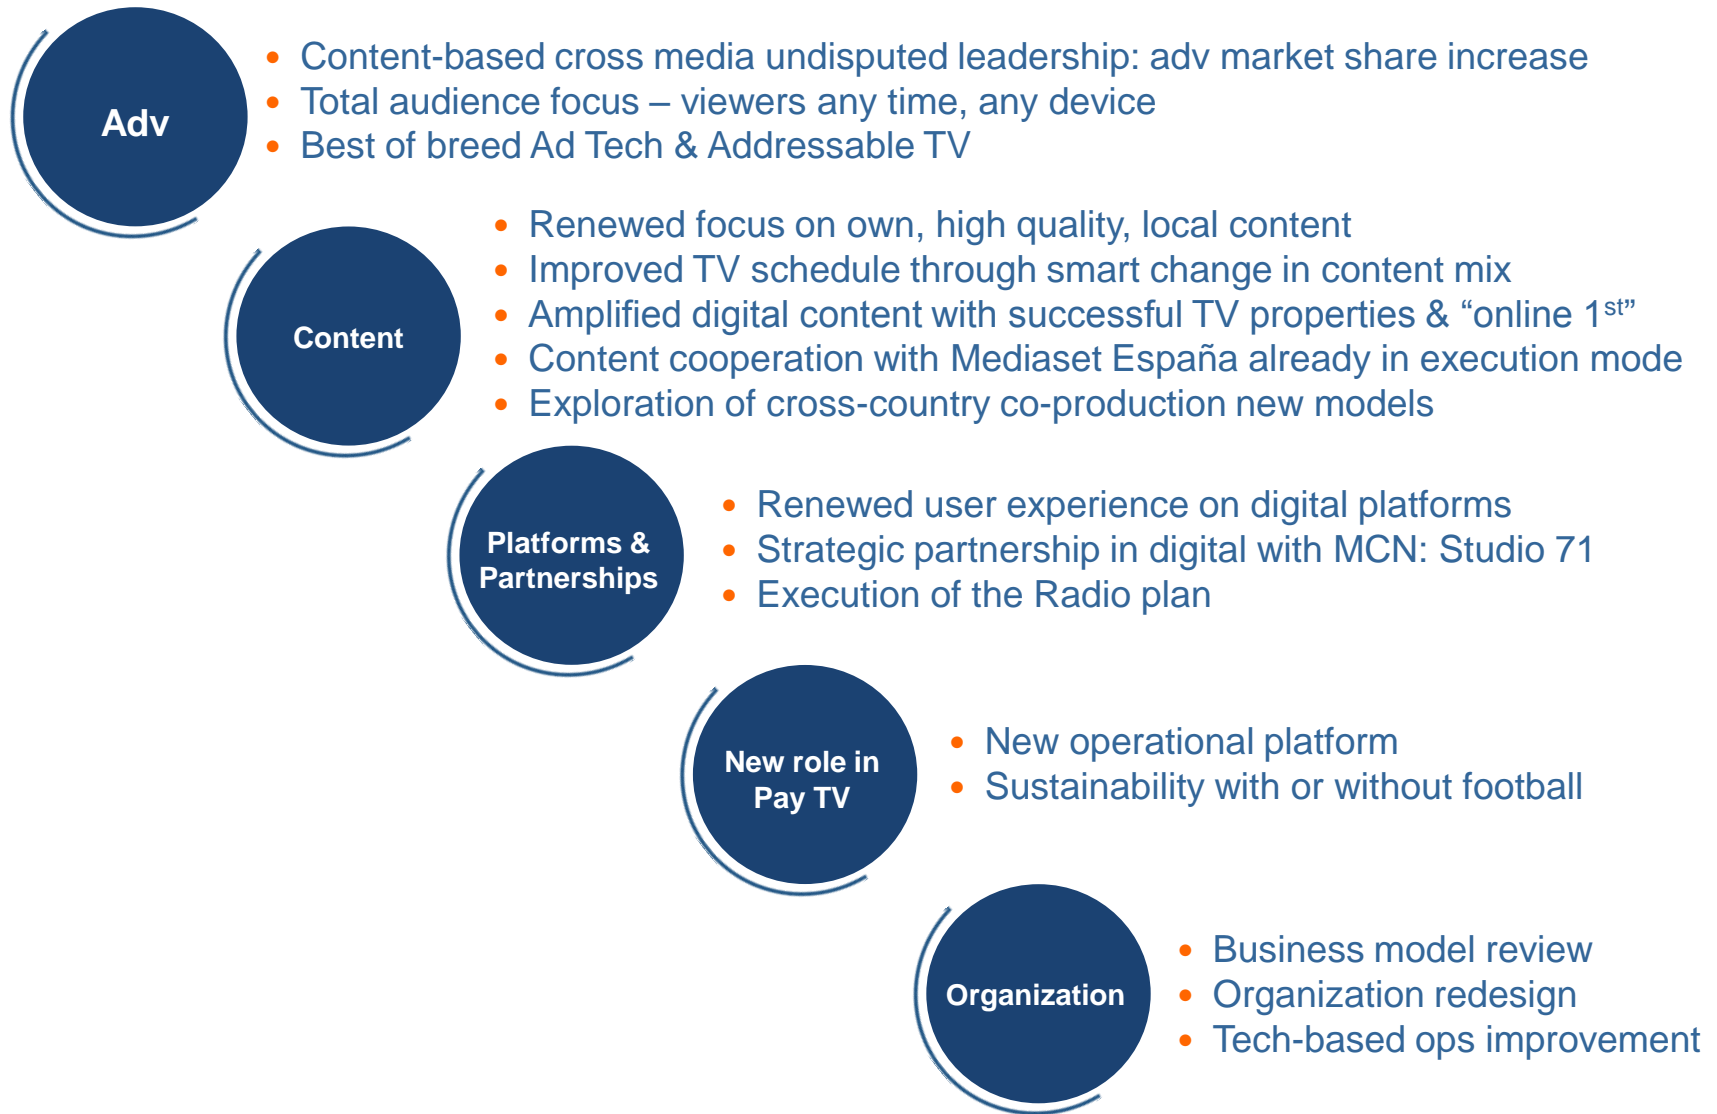 Adv
• Content-based cross media undisputed leadership: adv market share increase
• Total audience focus – viewers any time, any device
• Best of breed Ad Tech & Addressable TV
Content
• Renewed focus on own, high quality, local content
• Improved TV schedule through smart change in content mix
• Amplified digital content with successful TV properties & “online 1st”
• Content cooperation with Mediaset España already in execution mode
• Exploration of cross-country co-production new models
Platforms &
Partnerships
• Renewed user experience on digital platforms
• Strategic partnership in digital with MCN: Studio 71
• Execution of the Radio plan
New role in
Pay TV
• New operational platform
• Sustainability with or without football
Organization
• Business model review
• Organization redesign
• Tech-based ops improvement